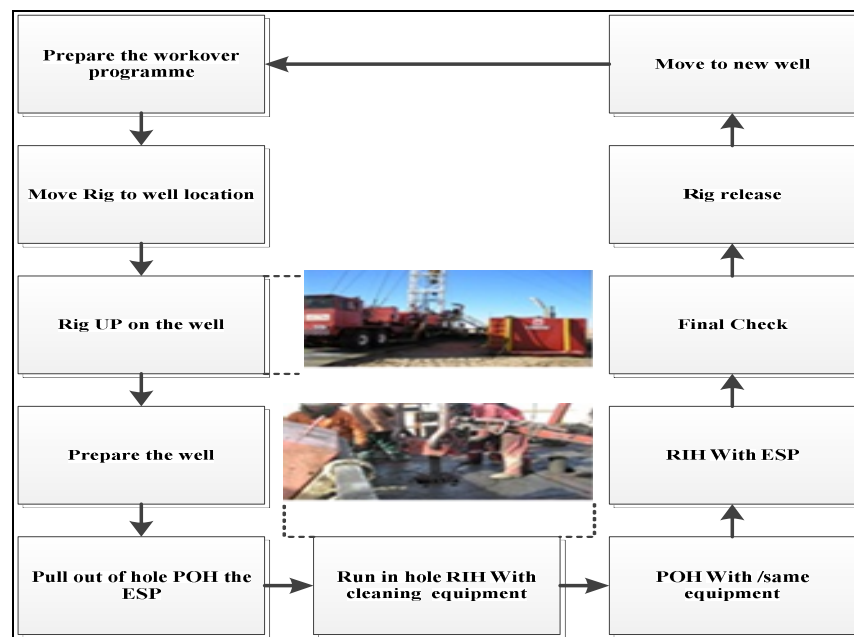 Prepare the workover
programme
Move to new well
Move Rig to well location
Rig release
Rig UP on the well
Final Check
Prepare the well
RIH With ESP
Pull out of hole POH the
ESP
Run in hole RIH With
cleaning equipment
POH With /same
equipment